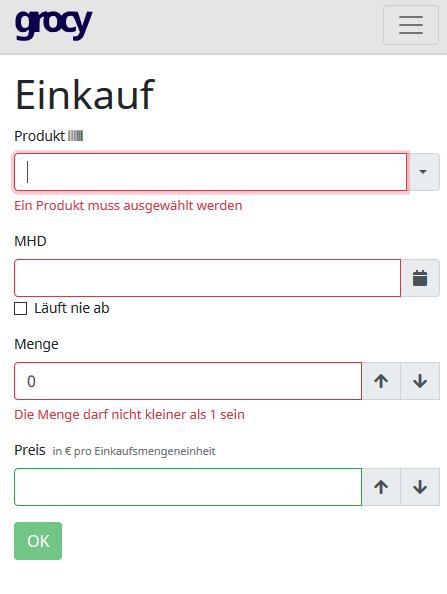 grocy
Einkauf
Produkt
Ein Produkt muss ausgewählt werden
MHD
Läuft nie ab
Menge
0
Die Menge darf nicht kleiner als 1 sein
Preis in € pro Einkaufsmengeneinheit
OK